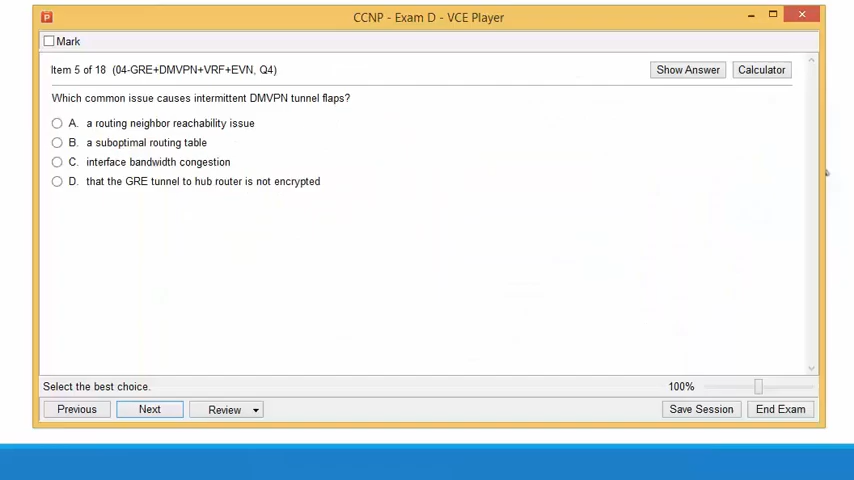 CCNP - Exam D - VCE Player
Mark
Item 5 of 18 (04-GRE+DMVPN+VRF+EVN, Q4)
Show Answer
Calculator
Which common issue causes intermittent DMVPN tunnel flaps?
A. a routing neighbor reachability issue
B. a suboptimal routing table
C. interface bandwidth congestion
D. that the GRE tunnel to hub router is not encrypted
Select the best choice.
100%
Previous
Next
Review
Save Session
End Exam